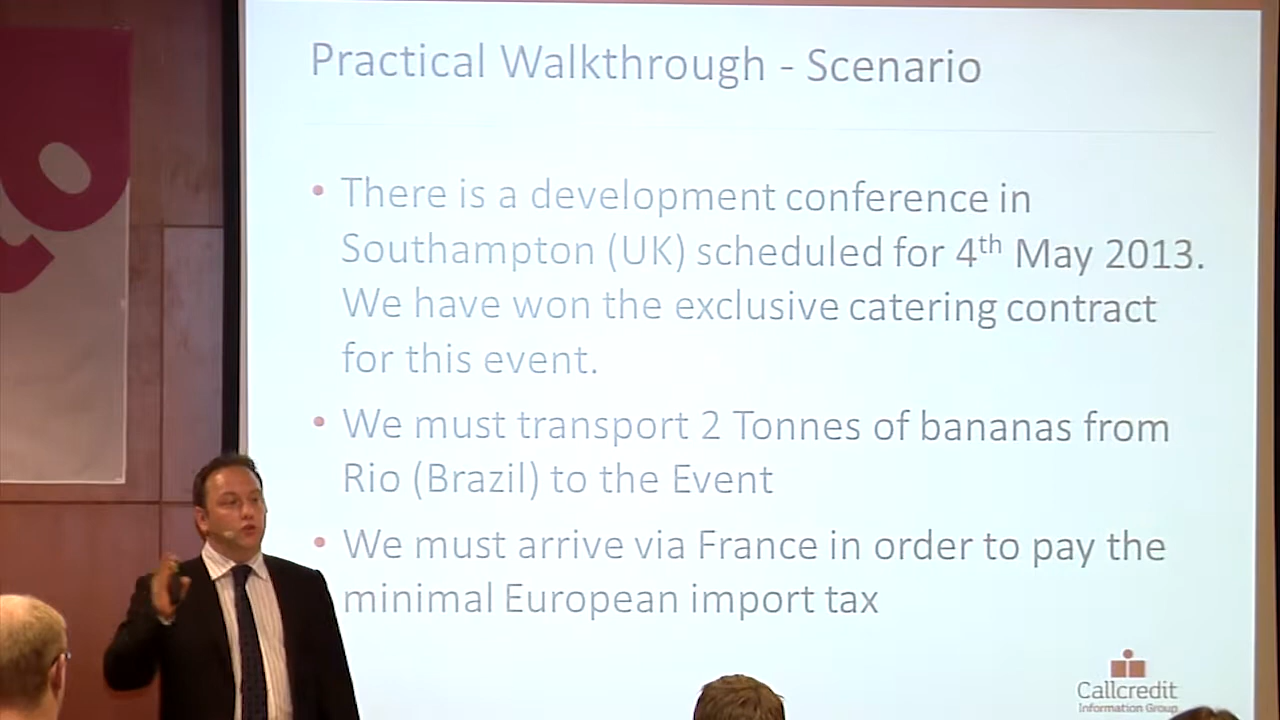 Practical Walkthrough - Scenario
• There is a development conference in
Southampton (UK) scheduled for 4th May 2013.
We have won the exclusive catering contract
for this event.
• We must transport 2 Tonnes of bananas from
Rio (Brazil) to the Event
• We must arrive via France in order to pay the
minimal European import tax
Callcredit
Information Group